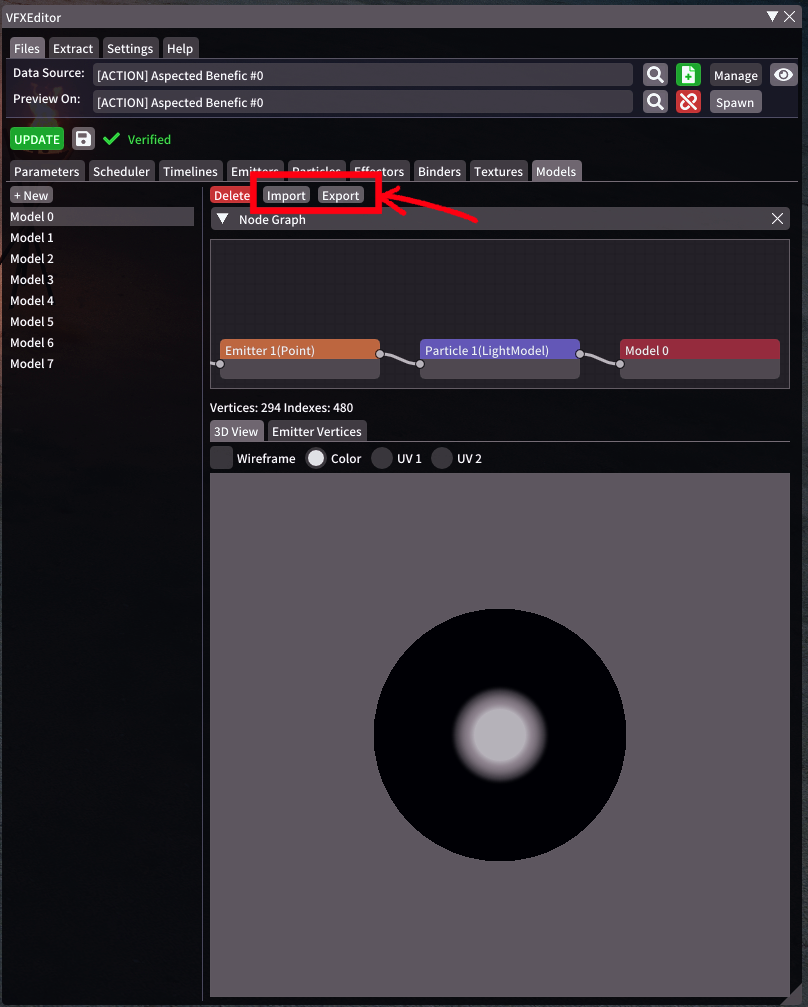 VFXEditor
Files Extract Settings Help
Data Source: [ACTION] Aspected Benefic #0 Manage
Preview On: [ACTION] Aspected Benefic #0 Spawn
UPDATE Verified
Parameters Scheduler Timelines Emitters Particles Effectors Binders Textures Models
+ New Delete Import Export
Model 0 Node Graph
Model 1
Model 2
Model 3
Model 4
Model 5
Model 6
Model 7
Emitter 1(Point) Particle 1(LightModel) Model 0
Vertices: 294 Indexes: 480
3D View Emitter Vertices
Wireframe Color UV 1 UV 2